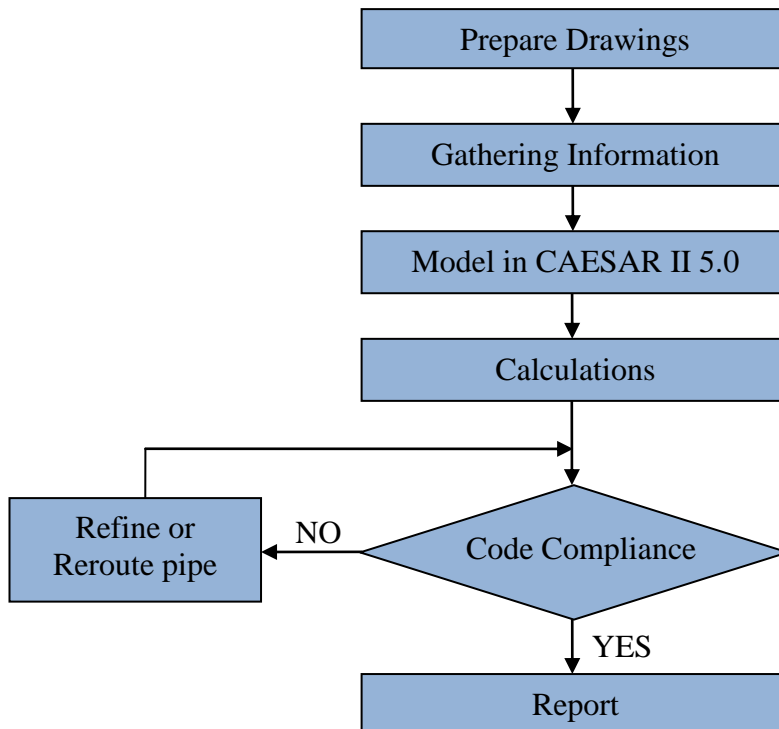 Prepare Drawings
Gathering Information
Model in CAESAR II 5.0
Calculations
Refine or
Reroute pipe
NO
Code Compliance
YES
Report